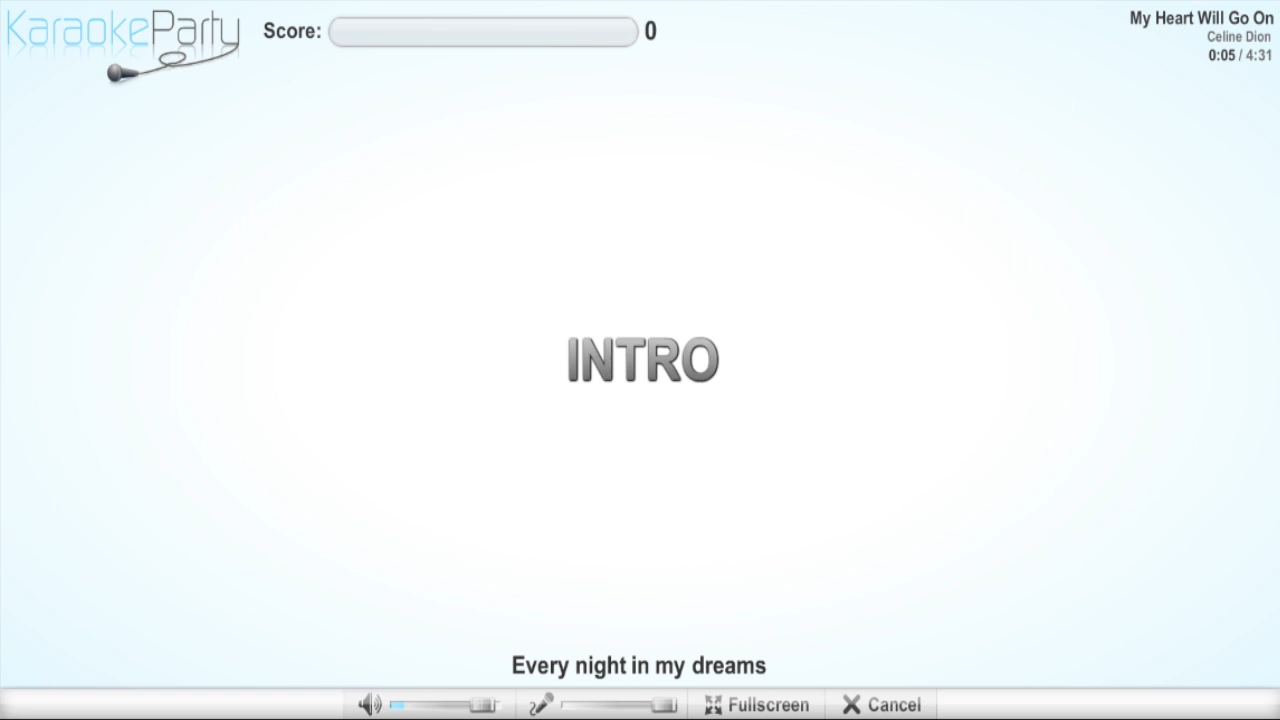 KaraokeParty
Score: 0
My Heart Will Go On
Celine Dion
0:05 / 4:31
INTRO
Every night in my dreams
Fullscreen
Cancel